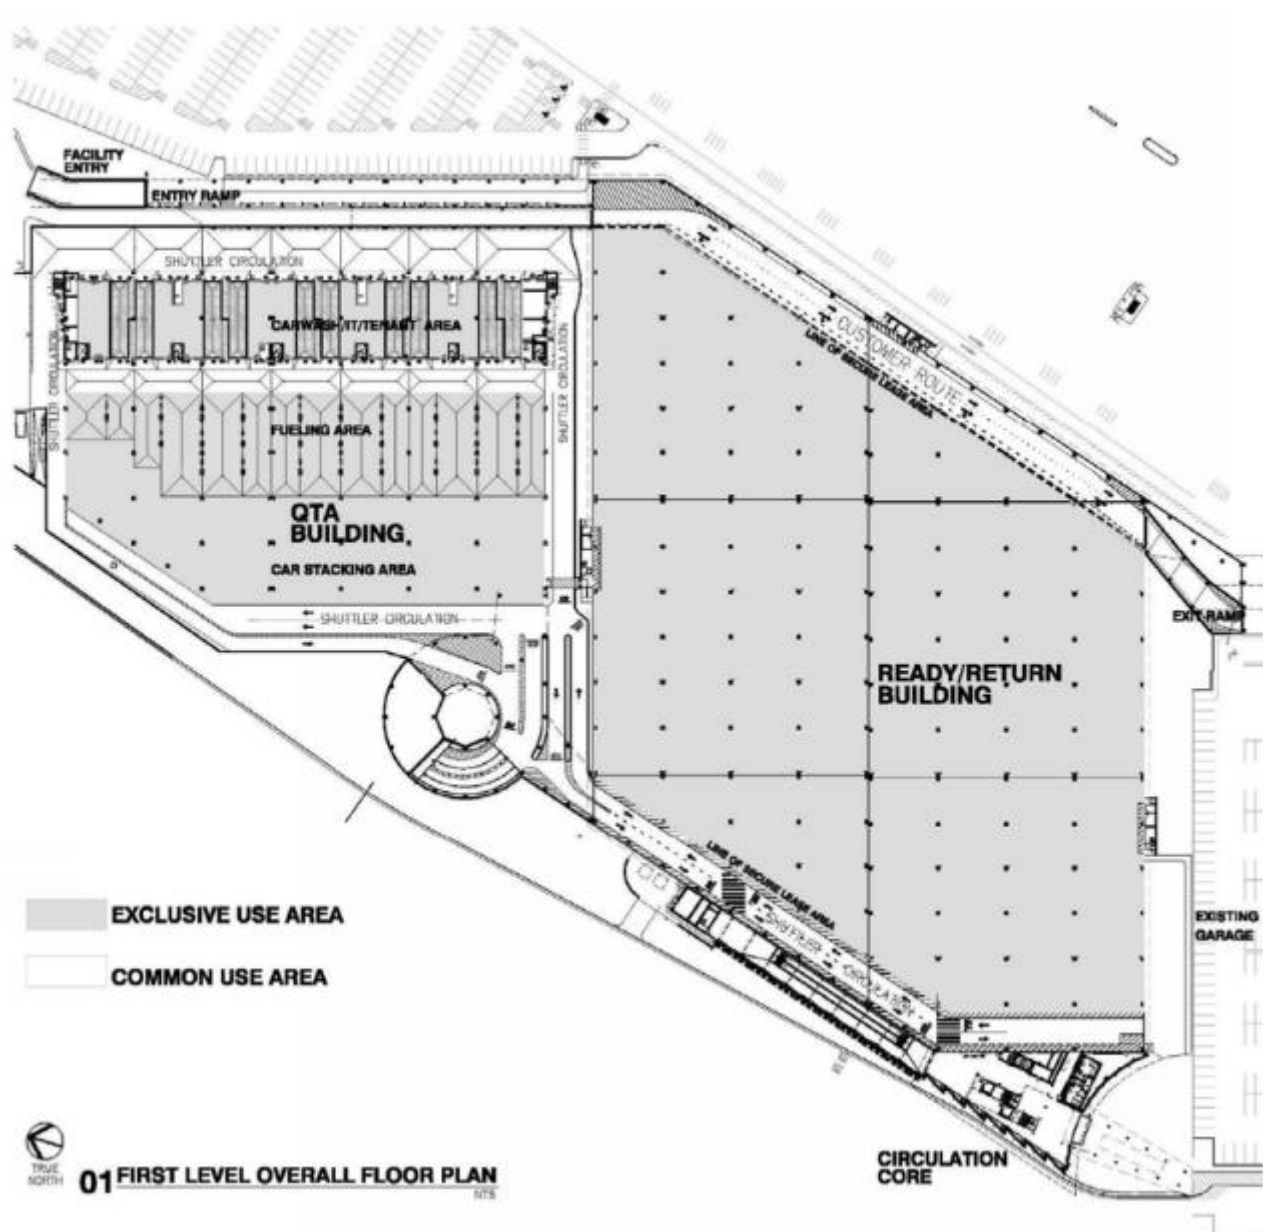 FACILITY
ENTRY
ENTRY RAMP
SHUTTLER CIRCULATION
CARWASH/IT/TENANT AREA
SHUTTLER CIRCULATION
SHUTTLER CIRCULATION
FUELING AREA
QTA
BUILDING
CAR STACKING AREA
SHUTTLER CIRCULATION
CUSTOMER ROUTE
LINE OF SECURE LEASE AREA
EXIT RAMP
READY/RETURN
BUILDING
LINE OF SECURE LEASE AREA
SHUTTLER CIRCULATION
EXCLUSIVE USE AREA
COMMON USE AREA
EXISTING
GARAGE
CIRCULATION
CORE
TRUE
NORTH
01 FIRST LEVEL OVERALL FLOOR PLAN
NTS